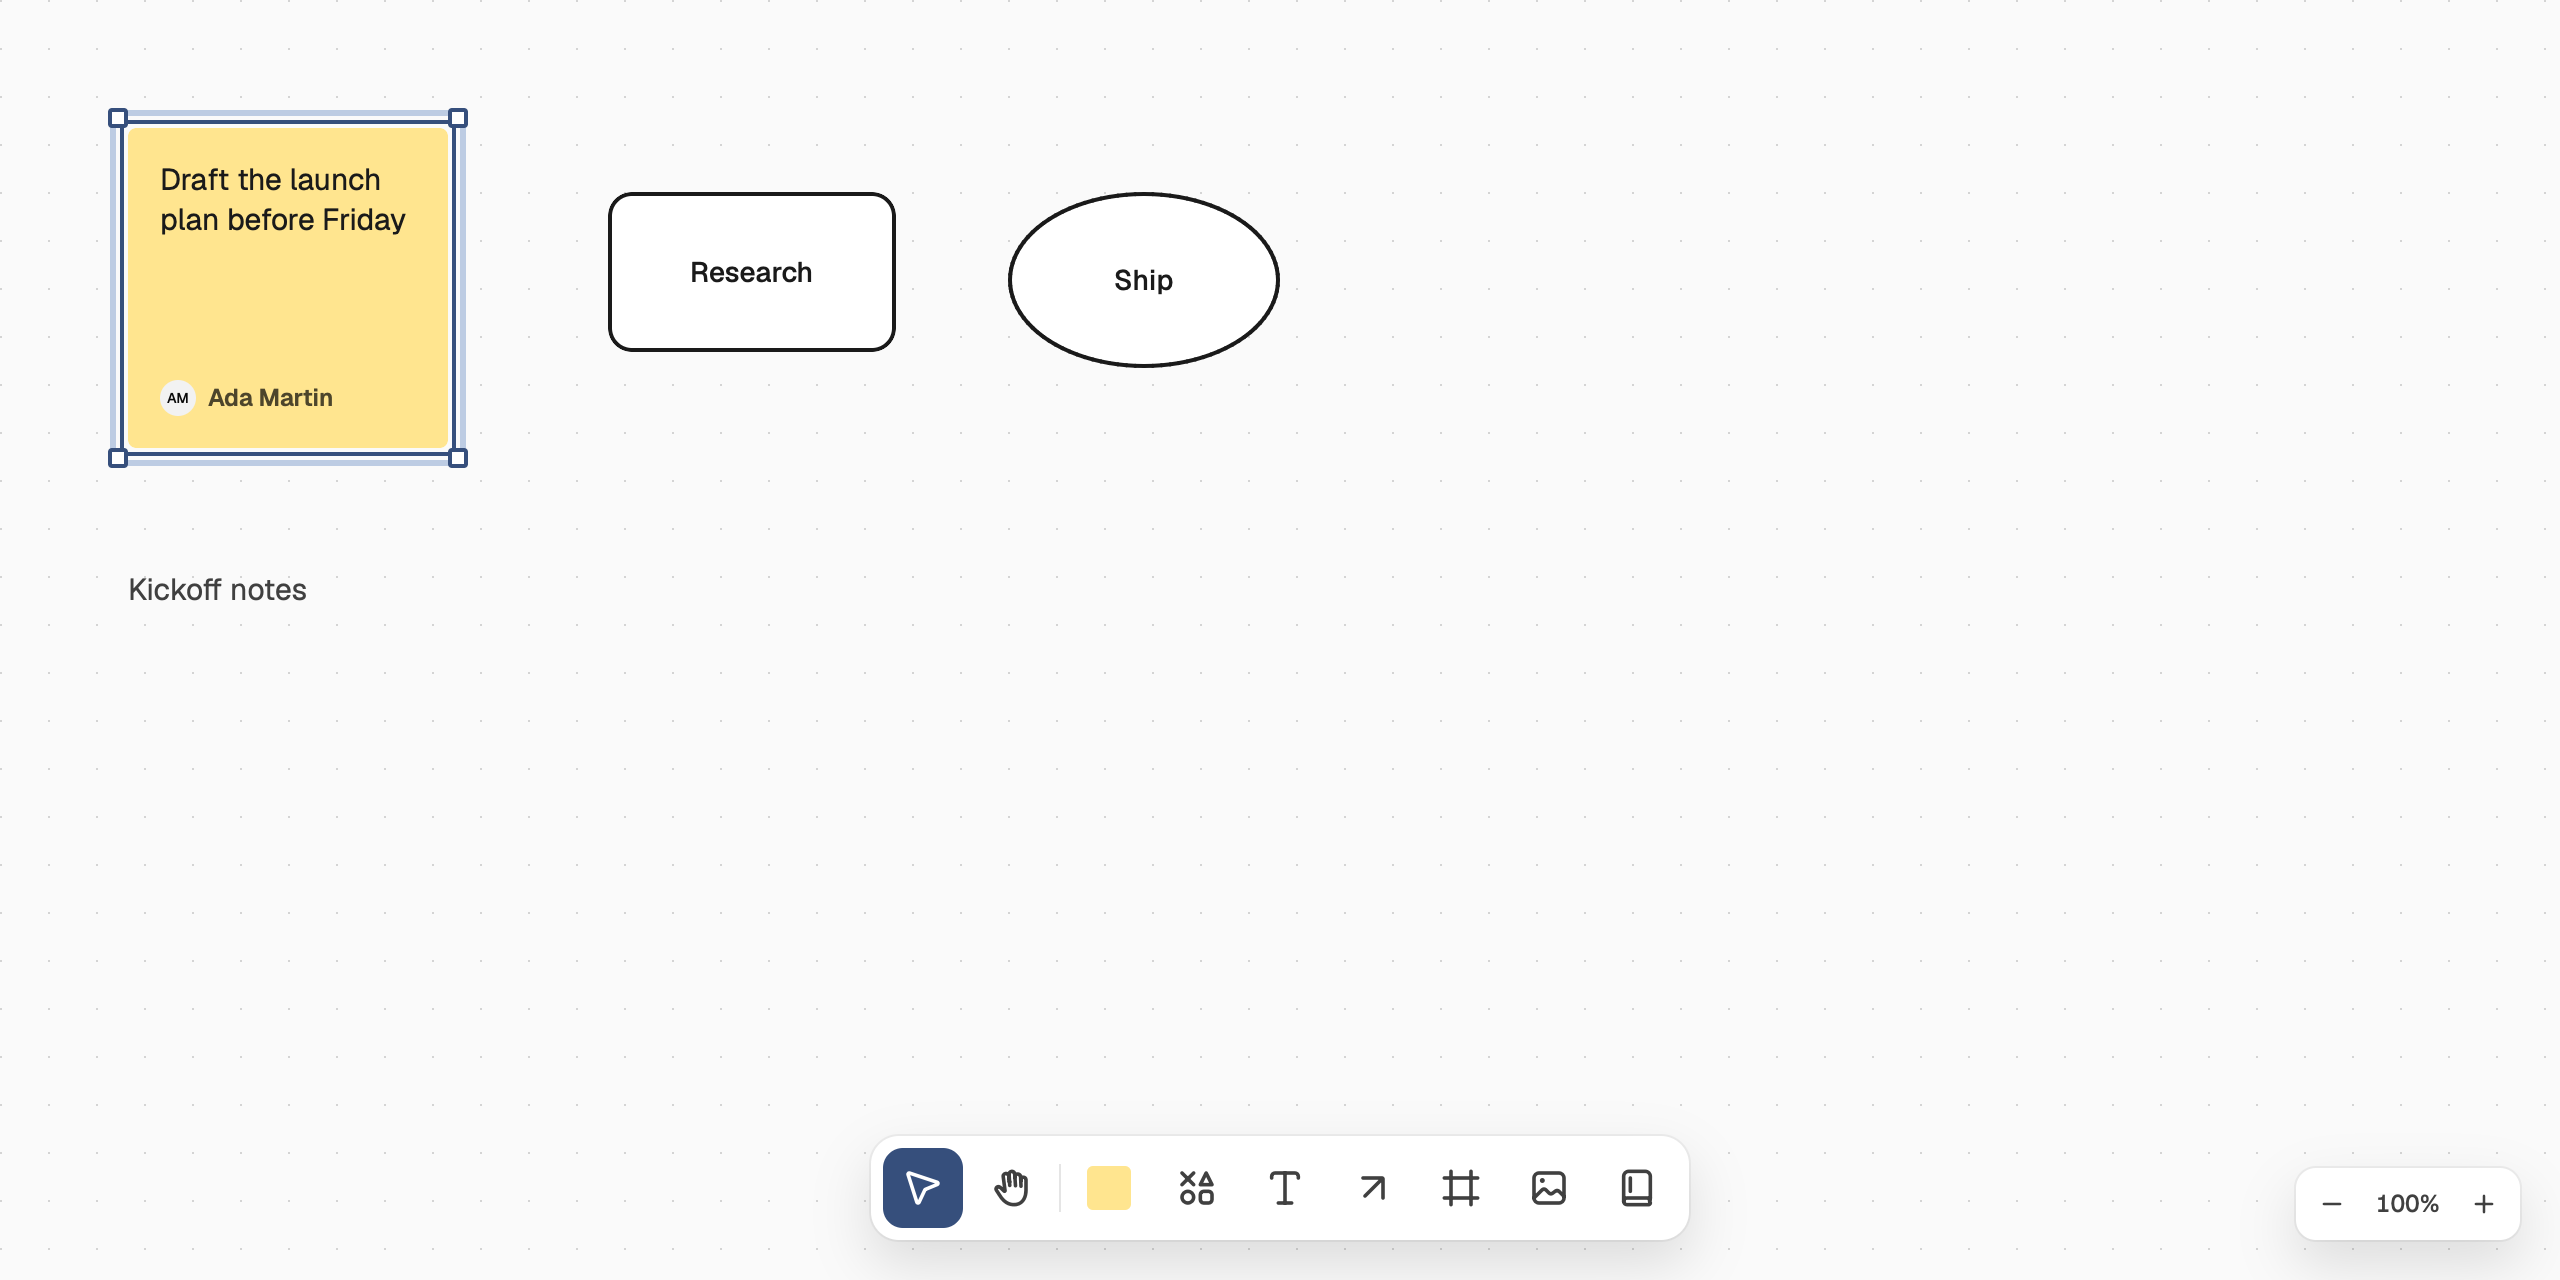 Draft the launch
plan before Friday
AM Ada Martin
Research
Ship
Kickoff notes
100%